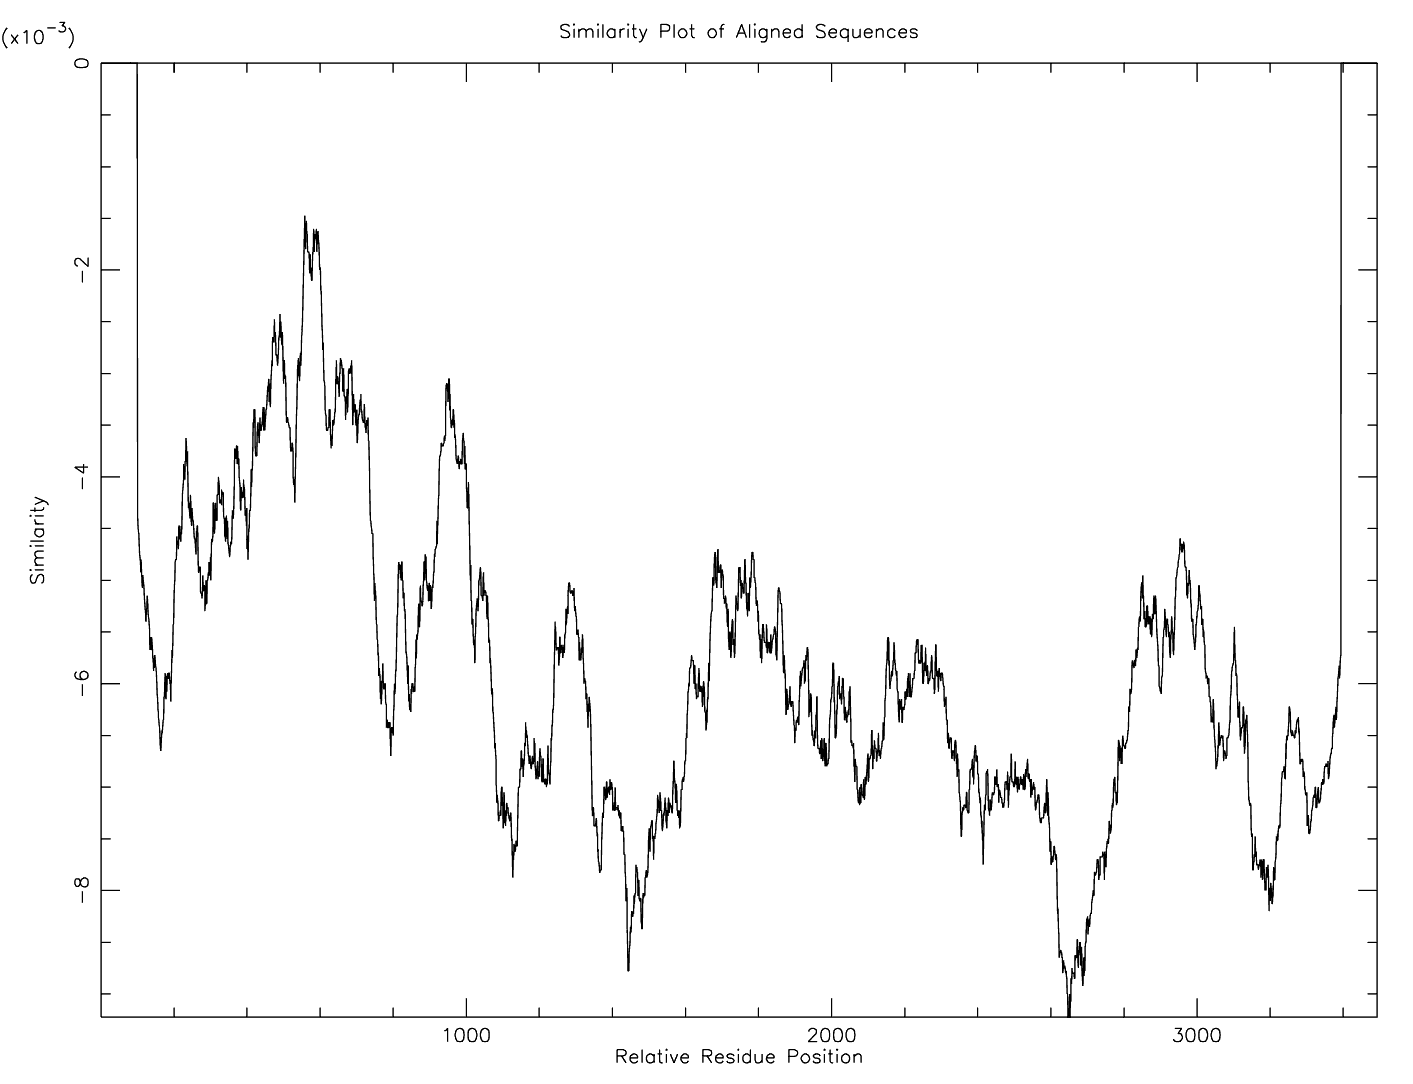 Similarity Plot of Aligned Sequences
(x10⁻³)
0
−2
−4
−6
−8
Similarity
1000 2000 3000
Relative Residue Position